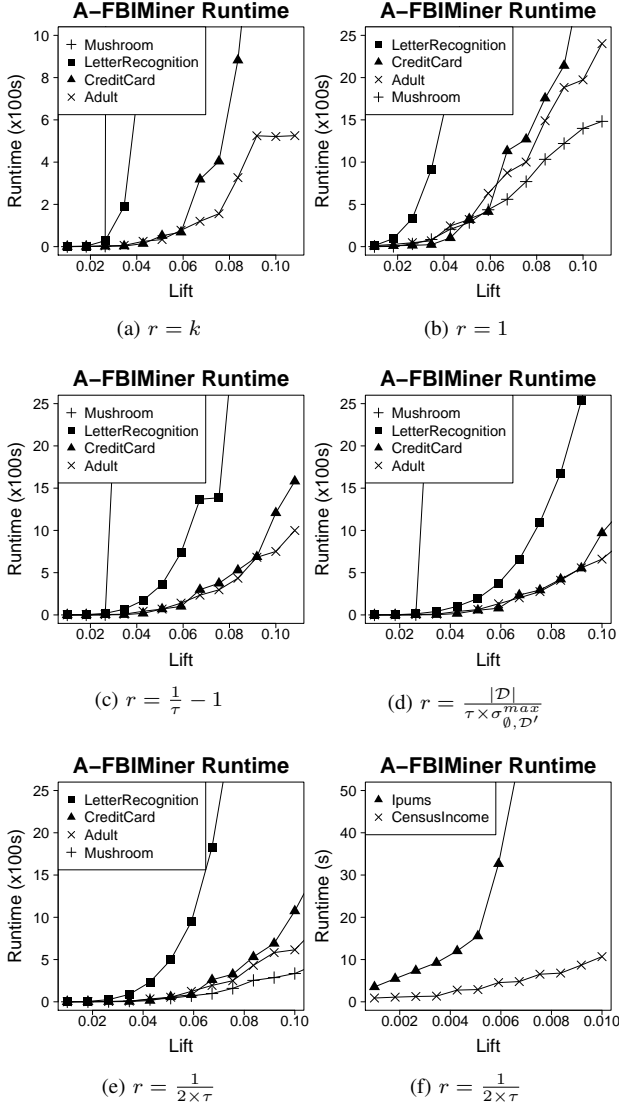 A−FBIMiner Runtime
Runtime (x100s)
10
8
6
4
2
0
Mushroom
LetterRecognition
CreditCard
Adult
0.02 0.04 0.06 0.08 0.10
Lift
(a) r = k
A−FBIMiner Runtime
Runtime (x100s)
25
20
15
10
5
0
LetterRecognition
CreditCard
Adult
Mushroom
0.02 0.04 0.06 0.08 0.10
Lift
(b) r = 1
A−FBIMiner Runtime
Runtime (x100s)
25
20
15
10
5
0
Mushroom
LetterRecognition
CreditCard
Adult
0.02 0.04 0.06 0.08 0.10
Lift
(c) r = 1/τ − 1
A−FBIMiner Runtime
Runtime (x100s)
25
20
15
10
5
0
Mushroom
LetterRecognition
CreditCard
Adult
0.02 0.04 0.06 0.08 0.10
Lift
(d) r = |𝒟| / τ×σ^{max}_{∅,𝒟′}
A−FBIMiner Runtime
Runtime (x100s)
25
20
15
10
5
0
LetterRecognition
CreditCard
Adult
Mushroom
0.02 0.04 0.06 0.08 0.10
Lift
(e) r = 1 / 2×τ
A−FBIMiner Runtime
Runtime (s)
50
40
30
20
10
0
Ipums
CensusIncome
0.002 0.004 0.006 0.008 0.010
Lift
(f) r = 1 / 2×τ